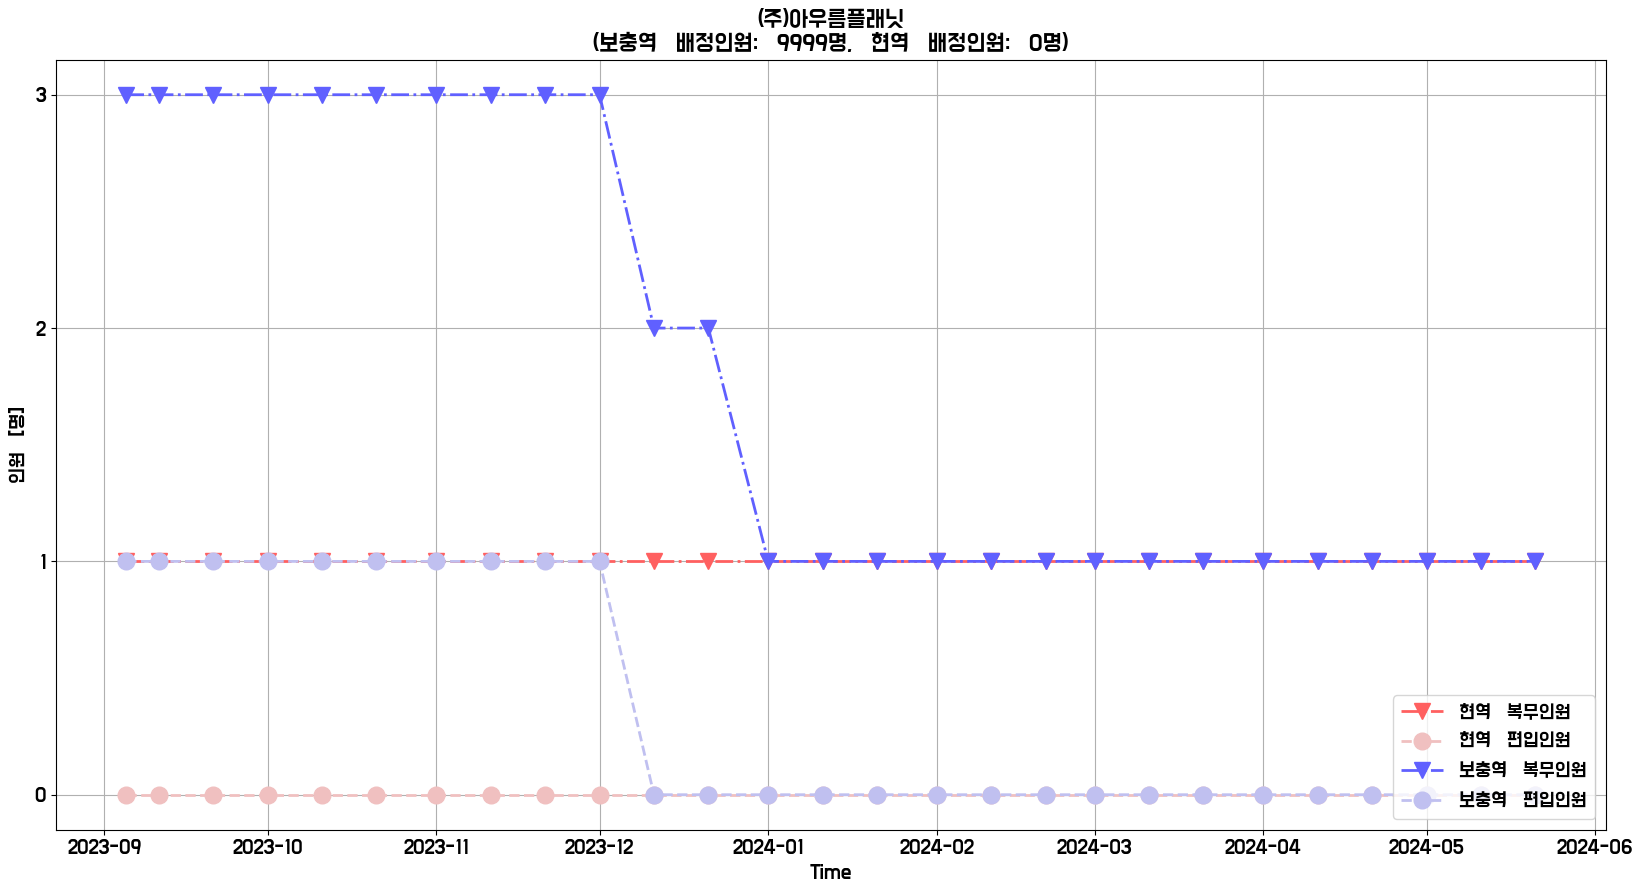 (주)아우름플래닛
(보충역 배정인원: 9999명, 현역 배정인원: 0명)
3
2
1
0
인원 [명]
2023-09 2023-10 2023-11 2023-12 2024-01 2024-02 2024-03 2024-04 2024-05 2024-06
Time
현역 복무인원
현역 편입인원
보충역 복무인원
보충역 편입인원